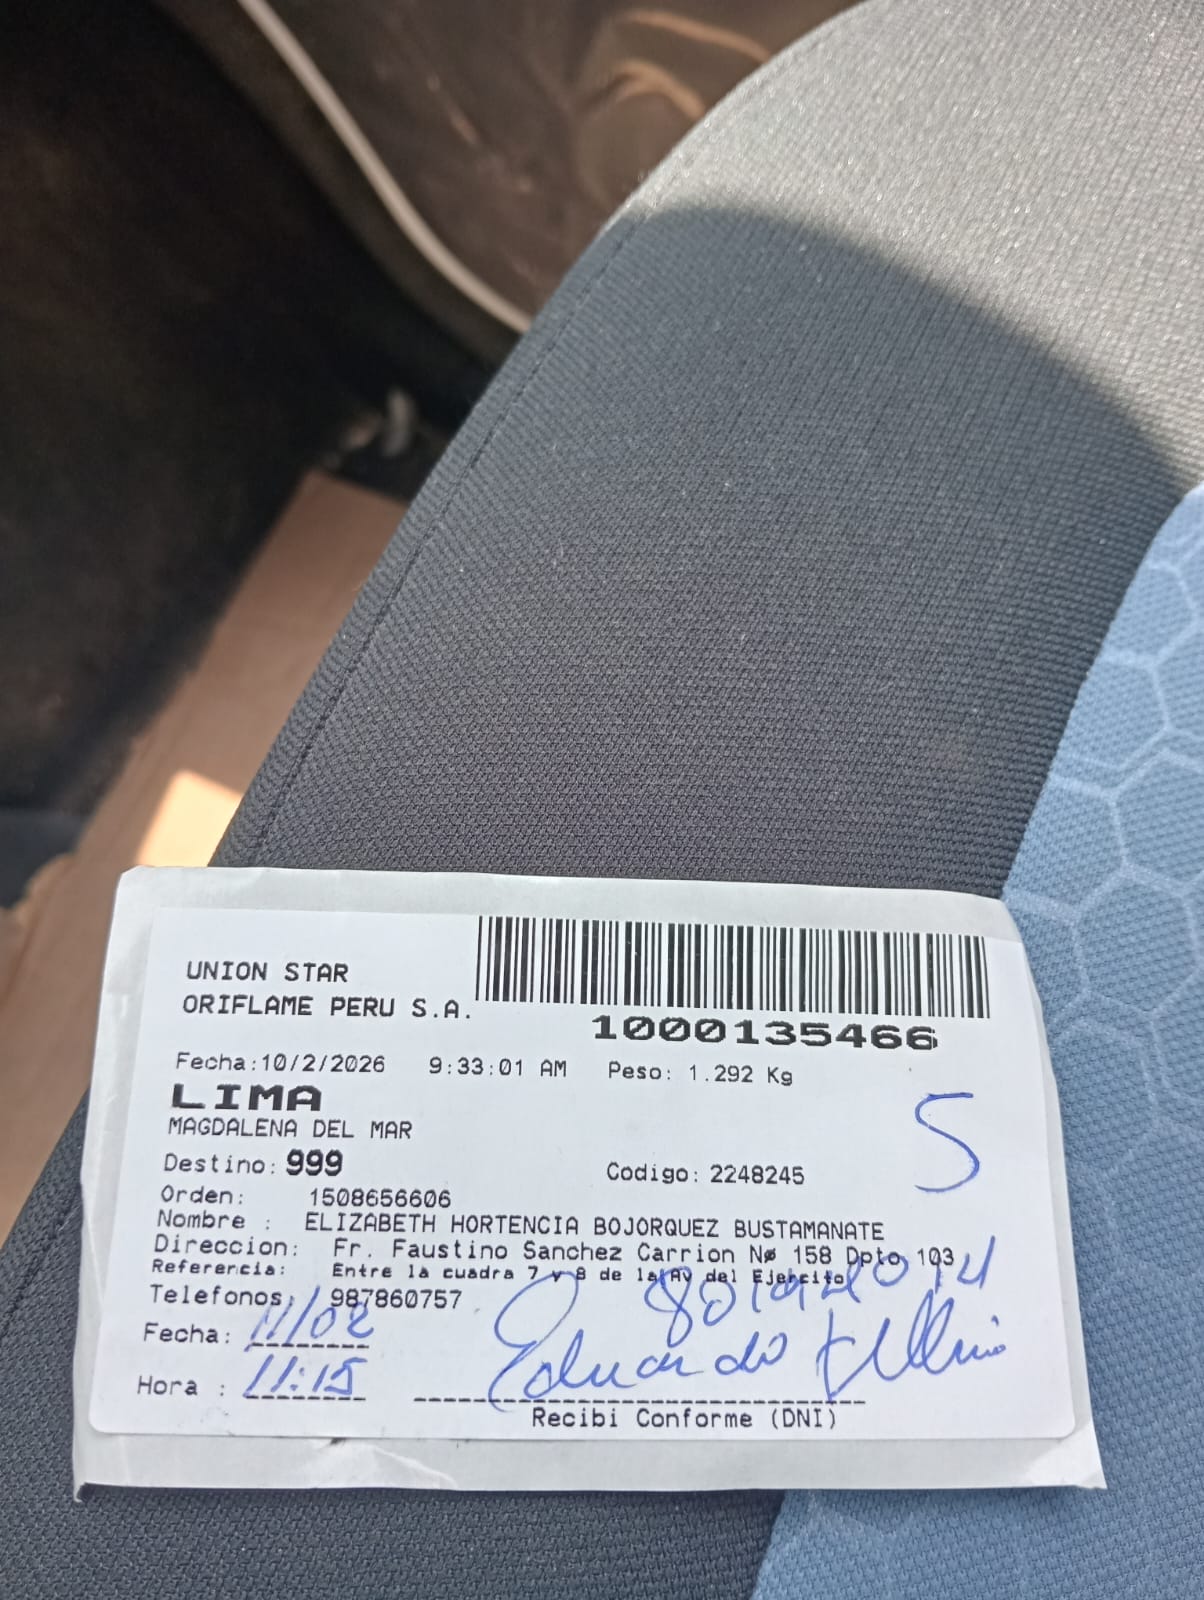 UNION STAR
ORIFLAME PERU S.A.
1000135466
Fecha:10/2/2026 9:33:01 AM Peso: 1.292 Kg
LIMA
MAGDALENA DEL MAR
5
Destino: 999 Codigo: 2248245
Orden: 1508656606
Nombre : ELIZABETH HORTENCIA BOJORQUEZ BUSTAMANATE
Direccion: Fr. Faustino Sanchez Carrion Nø 158 Dpto 103
Referencia: Entre la cuadra 7 y 8 de la Av del Ejercito
Telefonos: 987860757
Fecha: 11/02
Eduardo
Hora : 11:15
Recibi Conforme (DNI)